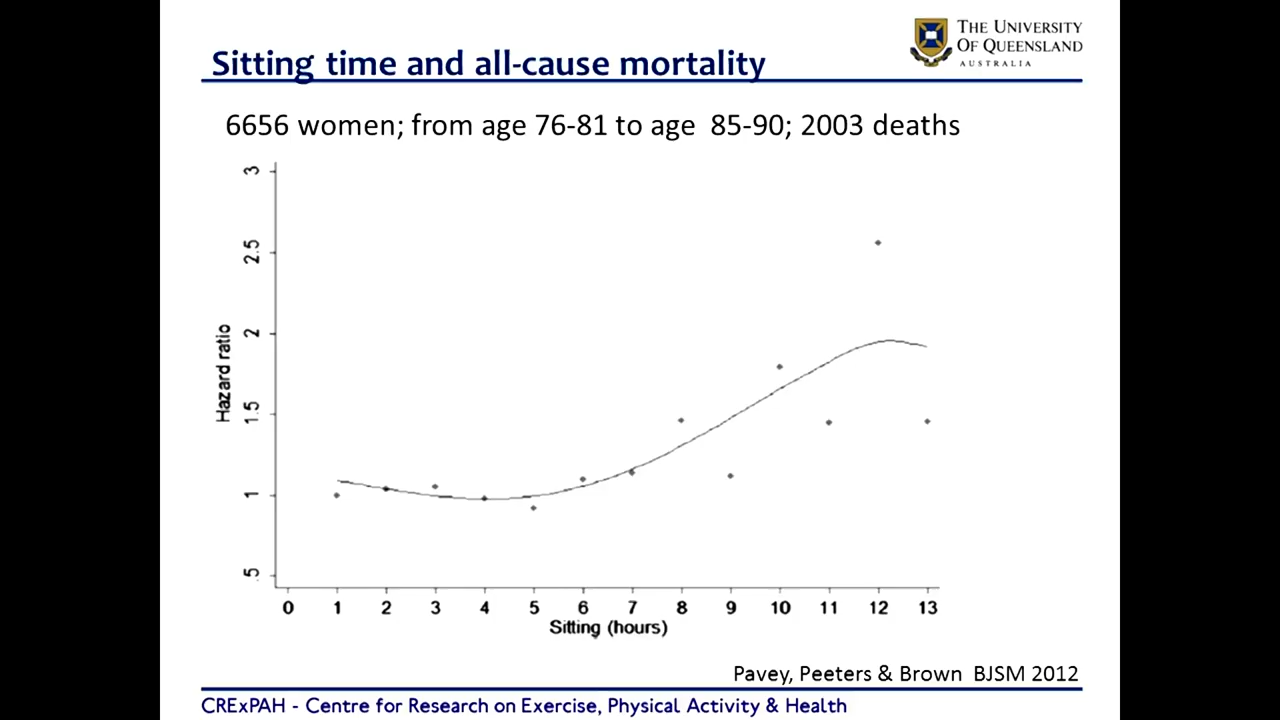 THE UNIVERSITY
OF QUEENSLAND
AUSTRALIA
Sitting time and all-cause mortality
6656 women; from age 76-81 to age 85-90; 2003 deaths
3
2.5
2
1.5
1
.5
Hazard ratio
0 1 2 3 4 5 6 7 8 9 10 11 12 13
Sitting (hours)
Pavey, Peeters & Brown BJSM 2012
CRExPAH - Centre for Research on Exercise, Physical Activity & Health